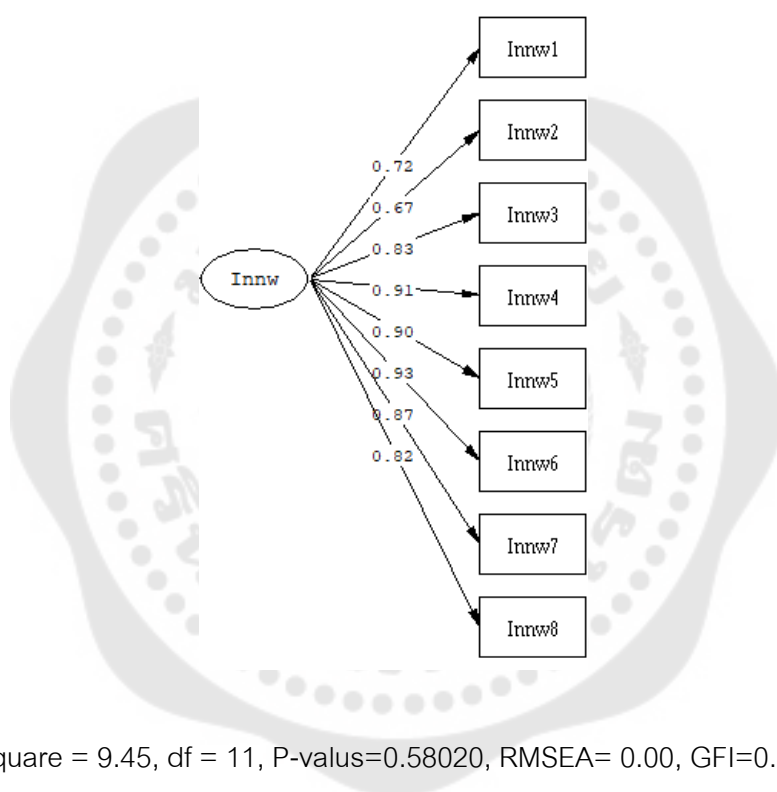 Innw1
Innw2
0.72
0.67
Innw3
0.83
Innw
0.91
Innw4
0.90
Innw5
0.93
0.87
0.82
Innw6
Innw7
Innw8
quare = 9.45, df = 11, P-valus=0.58020, RMSEA= 0.00, GFI=0.